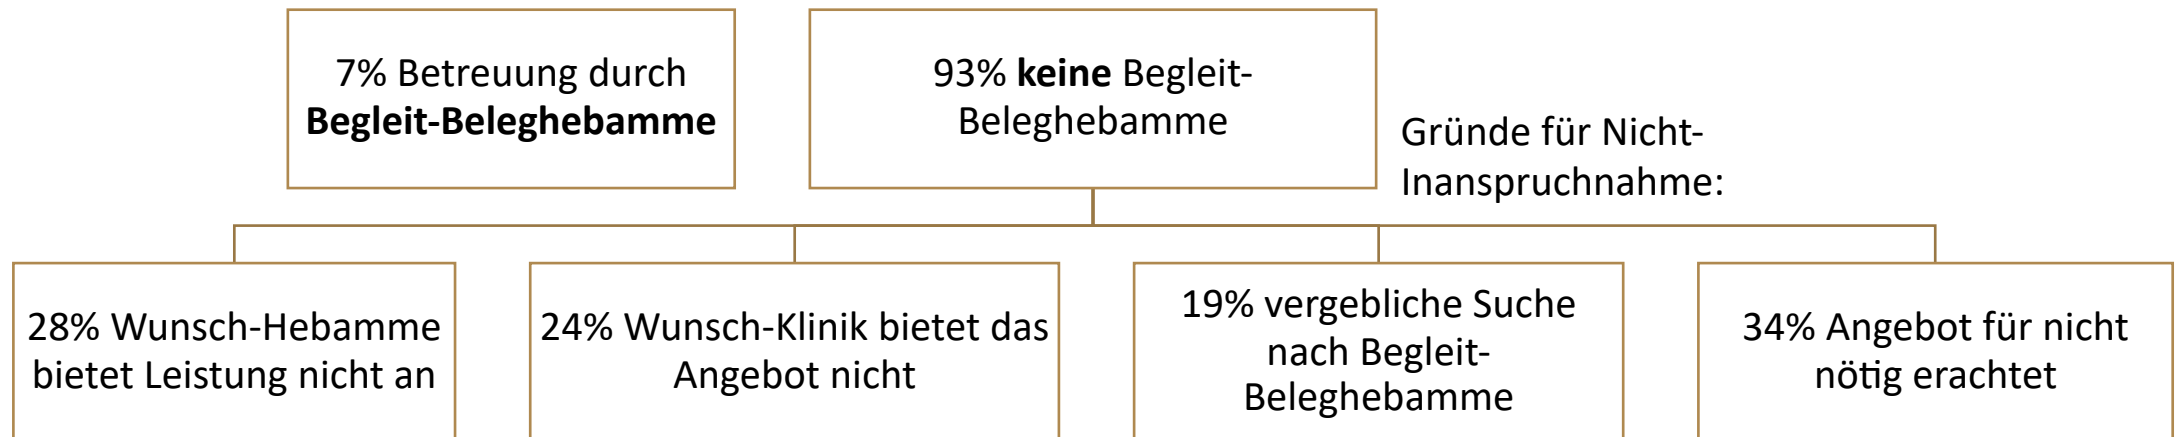 7% Betreuung durch
Begleit-Beleghebamme
93% keine Begleit-
Beleghebamme
Gründe für Nicht-
Inanspruchnahme:
28% Wunsch-Hebamme
bietet Leistung nicht an
24% Wunsch-Klinik bietet das
Angebot nicht
19% vergebliche Suche
nach Begleit-
Beleghebamme
34% Angebot für nicht
nötig erachtet